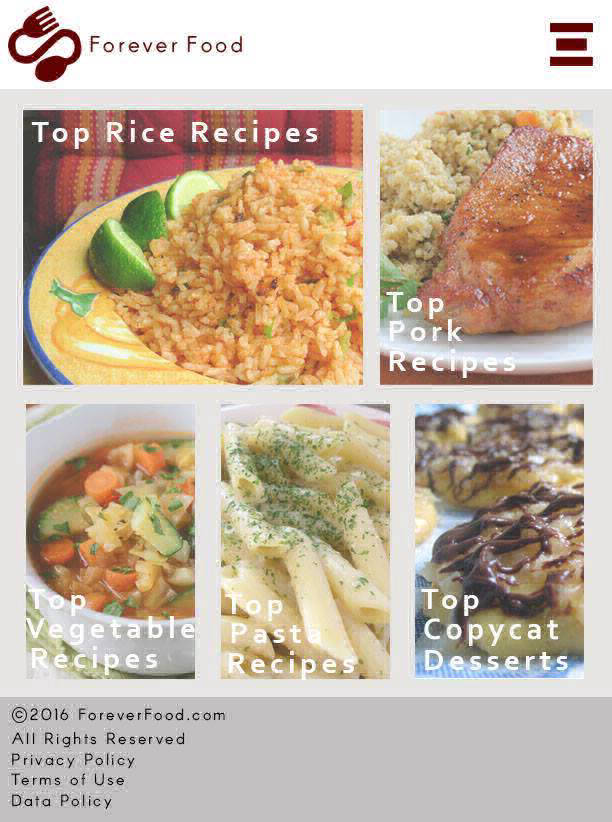 Forever Food
Top Rice Recipes
Top
Pork
Recipes
Top
Vegetable
Recipes
Top
Pasta
Recipes
Top
Copycat
Desserts
©2016 ForeverFood.com
All Rights Reserved
Privacy Policy
Terms of Use
Data Policy